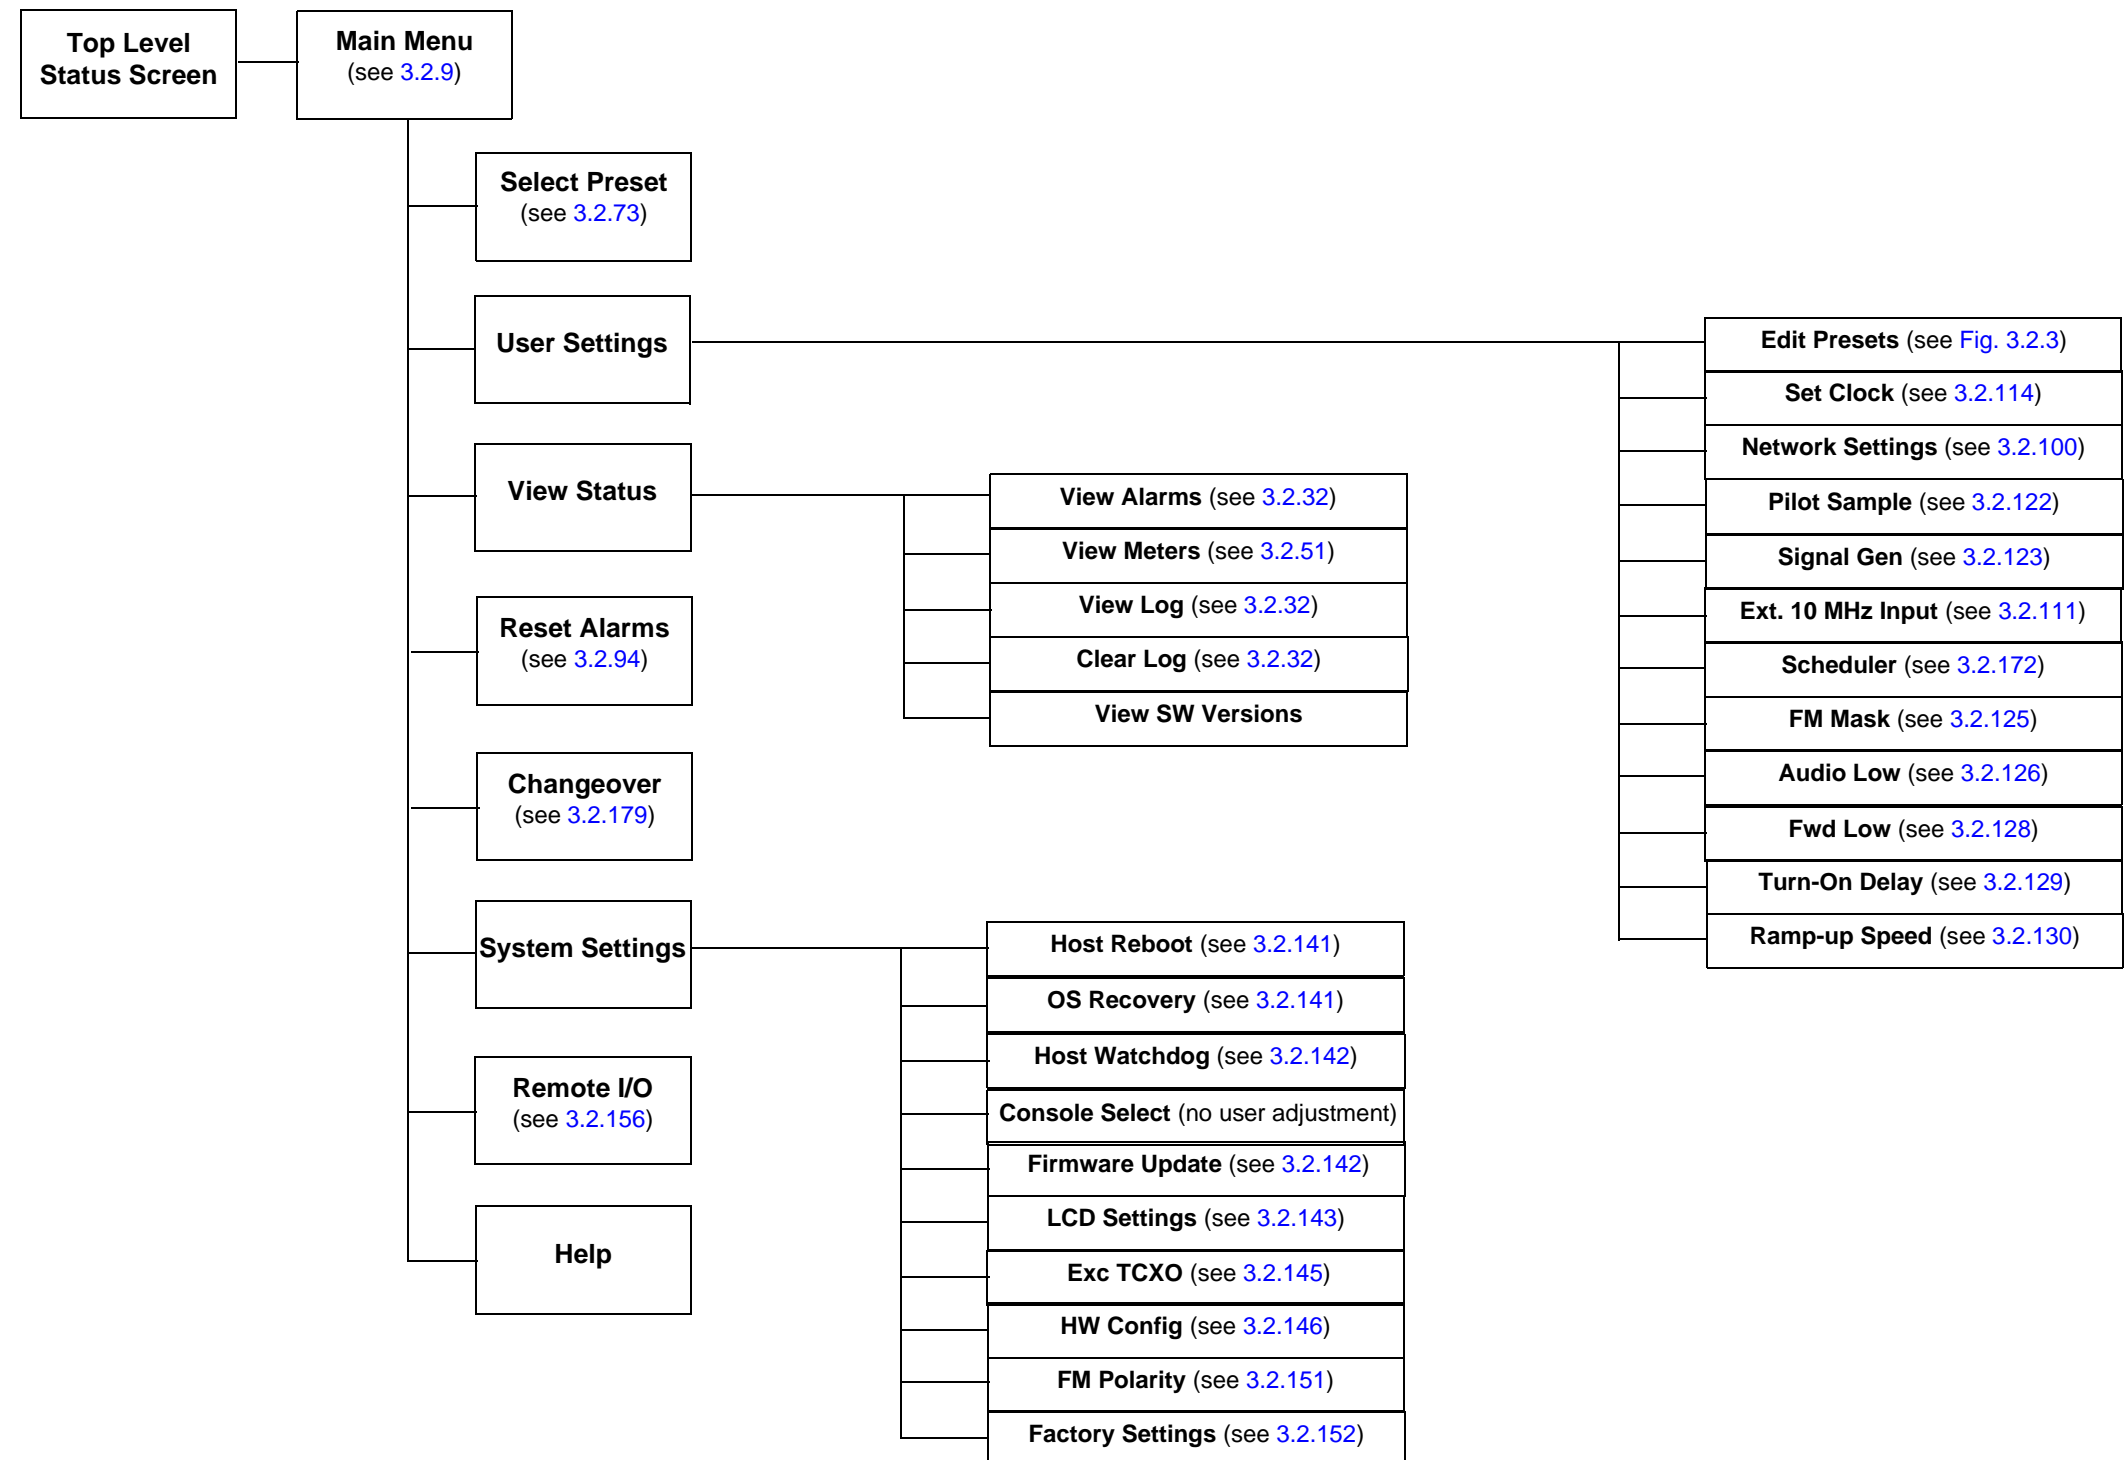 Top Level
Status Screen
Main Menu
(see 3.2.9)
Select Preset
(see 3.2.73)
User Settings
Edit Presets (see Fig. 3.2.3)
Set Clock (see 3.2.114)
Network Settings (see 3.2.100)
Pilot Sample (see 3.2.122)
Signal Gen (see 3.2.123)
Ext. 10 MHz Input (see 3.2.111)
Scheduler (see 3.2.172)
FM Mask (see 3.2.125)
Audio Low (see 3.2.126)
Fwd Low (see 3.2.128)
Turn-On Delay (see 3.2.129)
Ramp-up Speed (see 3.2.130)
View Status
View Alarms (see 3.2.32)
View Meters (see 3.2.51)
View Log (see 3.2.32)
Clear Log (see 3.2.32)
View SW Versions
Reset Alarms
(see 3.2.94)
Changeover
(see 3.2.179)
System Settings
Host Reboot (see 3.2.141)
OS Recovery (see 3.2.141)
Host Watchdog (see 3.2.142)
Console Select (no user adjustment)
Firmware Update (see 3.2.142)
LCD Settings (see 3.2.143)
Exc TCXO (see 3.2.145)
HW Config (see 3.2.146)
FM Polarity (see 3.2.151)
Factory Settings (see 3.2.152)
Remote I/O
(see 3.2.156)
Help